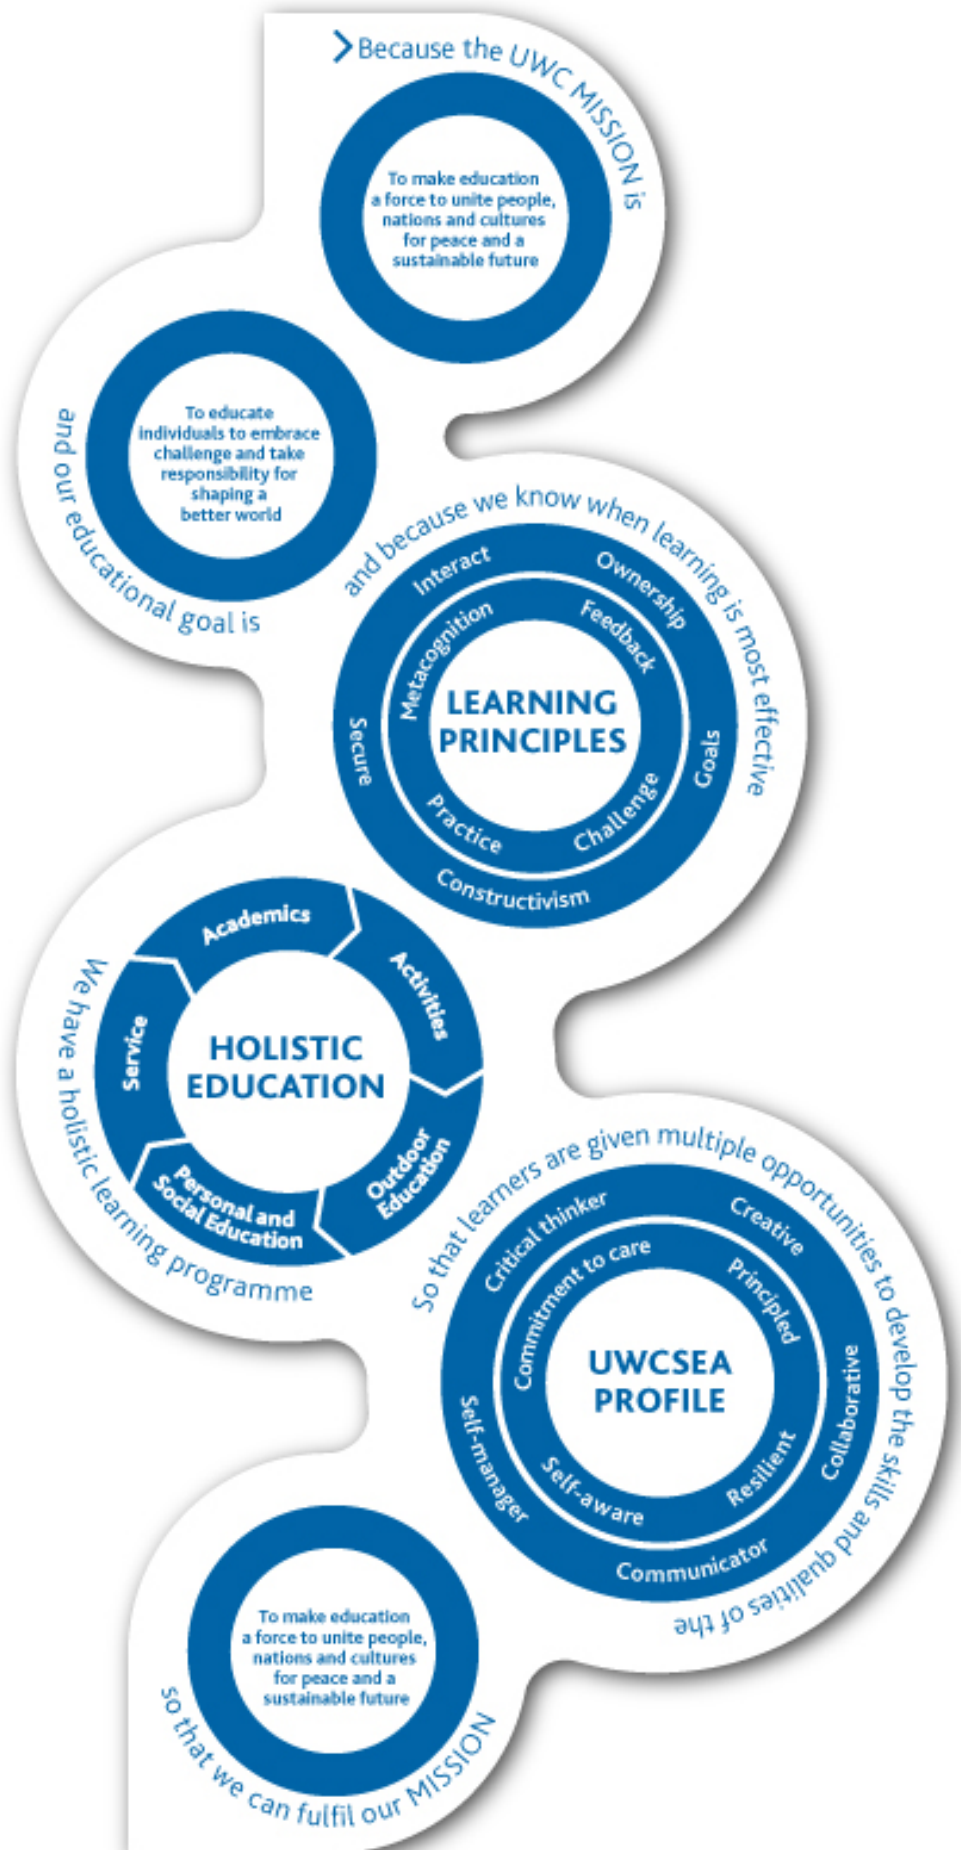 Because the UWC MISSION is
To make education
a force to unite people,
nations and cultures
for peace and a
sustainable future
and our educational goal is
To educate
individuals to embrace
challenge and take
responsibility for
shaping a
better world
and because we know when learning is most effective
Interact
Ownership
Goals
Constructivism
Secure
Metacognition
Feedback
Challenge
Practice
LEARNING
PRINCIPLES
We have a holistic learning programme
Academics
Activities
Outdoor
Education
Personal and
Social Education
Service
HOLISTIC
EDUCATION
So that learners are given multiple opportunities to develop the skills and qualities of the
Critical thinker
Creative
Collaborative
Communicator
Self-manager
Commitment to care
Principled
Resilient
Self-aware
UWCSEA
PROFILE
so that we can fulfil our MISSION
To make education
a force to unite people,
nations and cultures
for peace and a
sustainable future